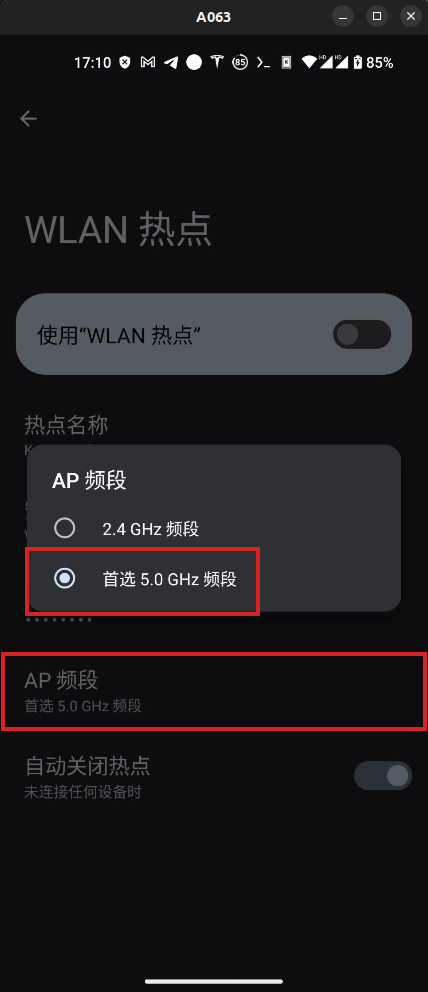 A063
17:10
85
85%
WLAN 热点
使用“WLAN 热点”
热点名称
AP 频段
2.4 GHz 频段
首选 5.0 GHz 频段
AP 频段
首选 5.0 GHz 频段
自动关闭热点
未连接任何设备时